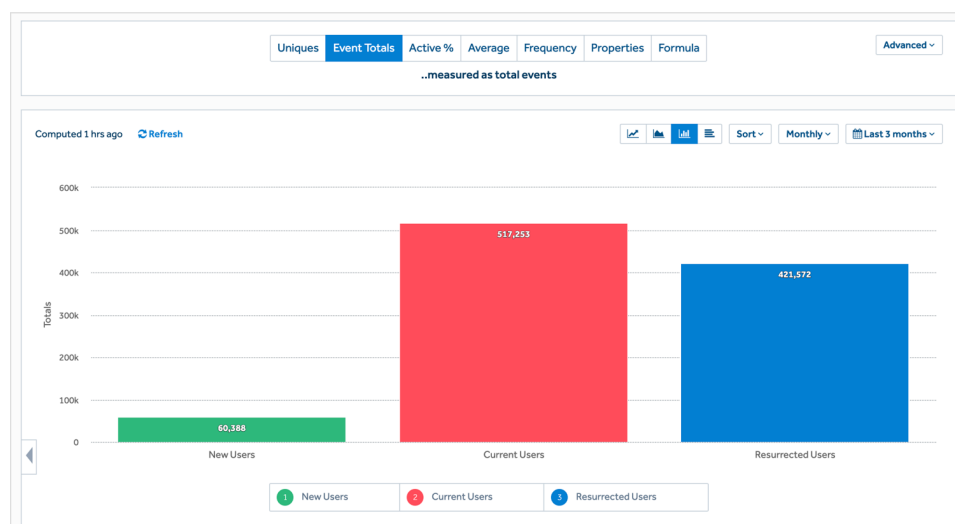 Uniques Event Totals Active % Average Frequency Properties Formula Advanced
..measured as total events
Computed 1 hrs ago Refresh Sort Monthly Last 3 months
600k
500k
517,253
400k
421,572
Totals
300k
200k
100k
60,388
0
New Users Current Users Resurrected Users
1 New Users 2 Current Users 3 Resurrected Users